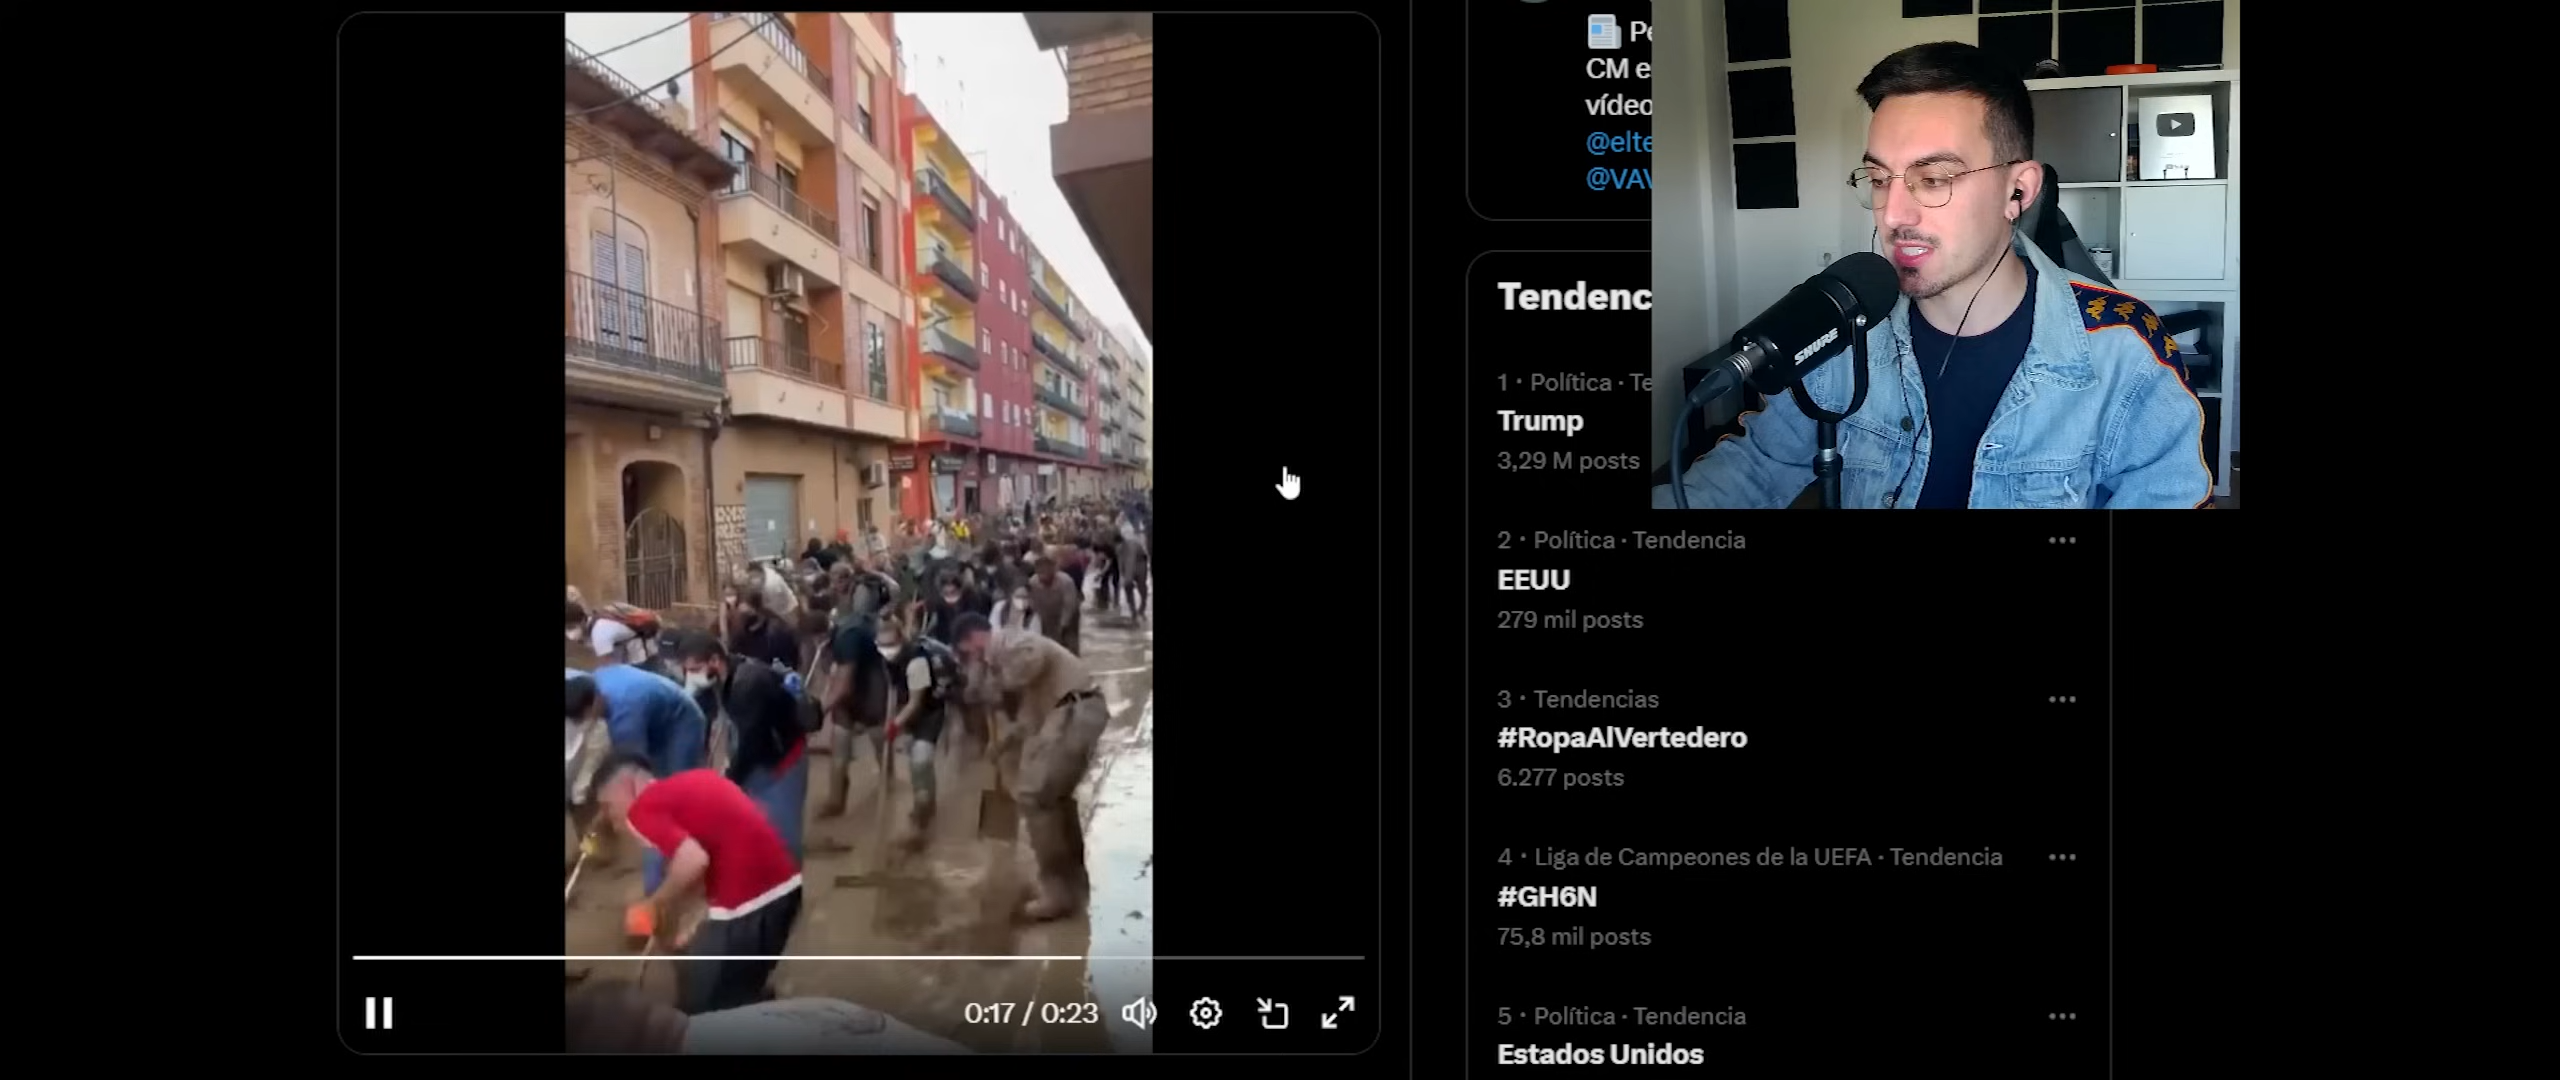 CM
vídeo
@elte
@VAV
Tendenc
1 · Política · Te
Trump
3,29 M posts
2 · Política · Tendencia
EEUU
279 mil posts
3 · Tendencias
#RopaAlVertedero
6.277 posts
4 · Liga de Campeones de la UEFA · Tendencia
#GH6N
75,8 mil posts
5 · Política · Tendencia
Estados Unidos
0:17 / 0:23
SHURE